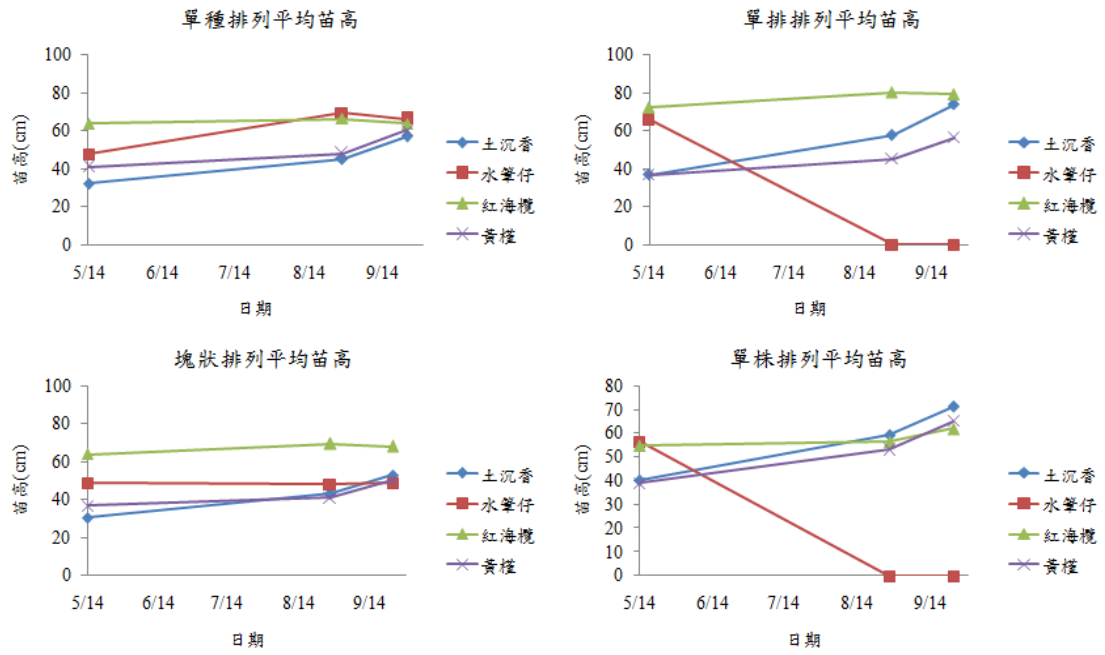 單種排列平均苗高
100
80
60
40
20
0
苗高(cm)
5/14 6/14 7/14 8/14 9/14
日期
土沉香
水筆仔
紅海欖
黃槿
單排排列平均苗高
100
80
60
40
20
0
苗高(cm)
5/14 6/14 7/14 8/14 9/14
日期
土沉香
水筆仔
紅海欖
黃槿
塊狀排列平均苗高
100
80
60
40
20
0
苗高(cm)
5/14 6/14 7/14 8/14 9/14
日期
土沉香
水筆仔
紅海欖
黃槿
單株排列平均苗高
80
70
60
50
40
30
20
10
0
苗高(cm)
5/14 6/14 7/14 8/14 9/14
日期
土沉香
水筆仔
紅海欖
黃槿